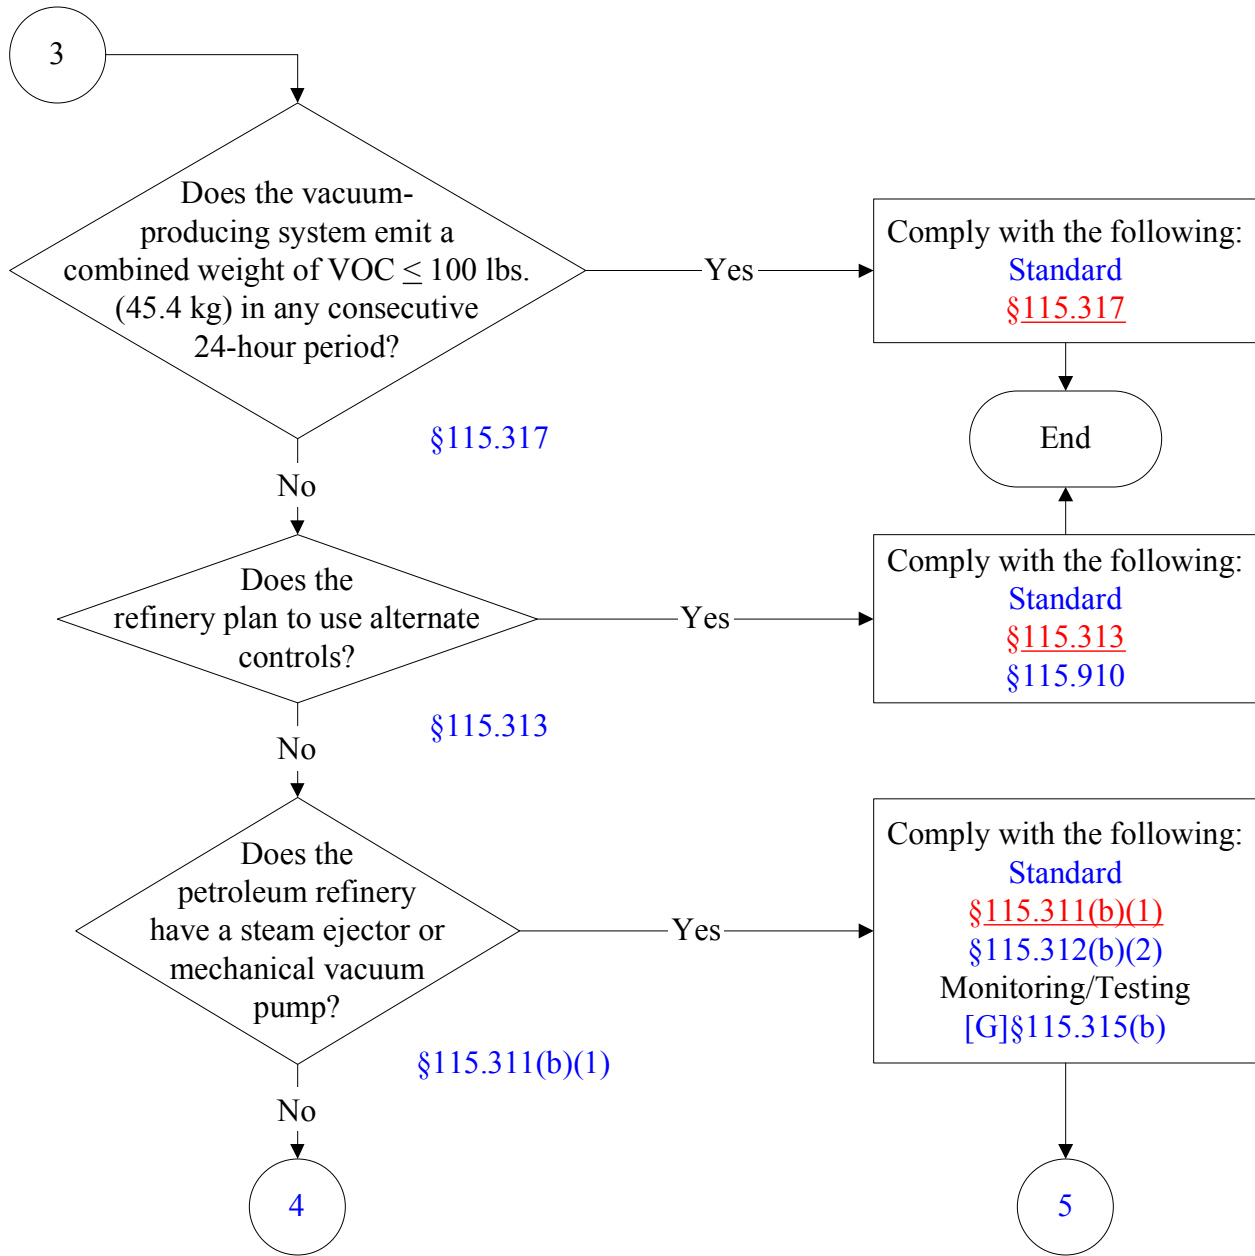 3
Does the vacuum-
producing system emit a
combined weight of VOC ≤ 100 lbs.
(45.4 kg) in any consecutive
24-hour period?
Yes
Comply with the following:
Standard
§115.317
§115.317
End
No
Does the
refinery plan to use alternate
controls?
Yes
Comply with the following:
Standard
§115.313
§115.910
§115.313
No
Does the
petroleum refinery
have a steam ejector or
mechanical vacuum
pump?
Yes
Comply with the following:
Standard
§115.311(b)(1)
§115.312(b)(2)
Monitoring/Testing
[G]§115.315(b)
§115.311(b)(1)
No
4
5